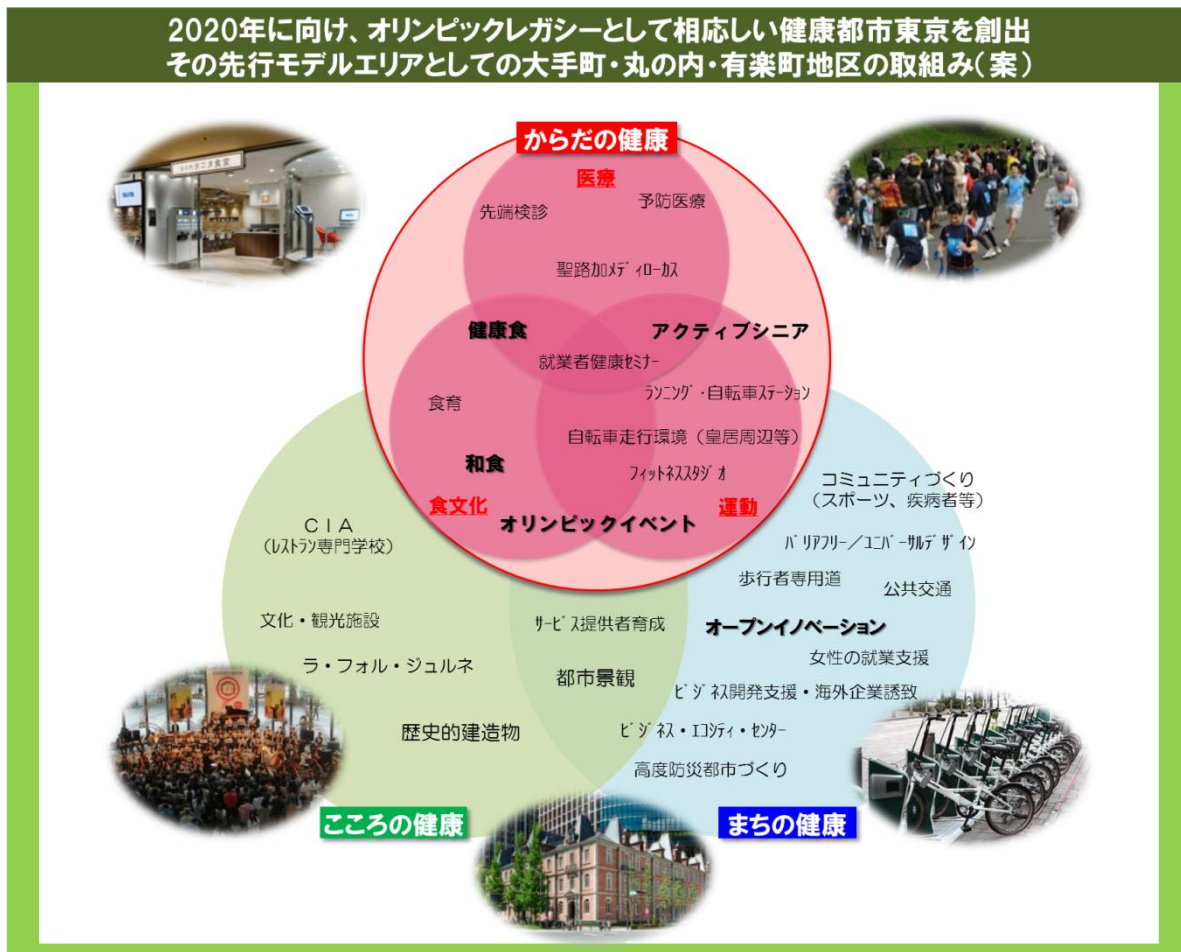 2020年に向け、オリンピックレガシーとして相応しい健康都市東京を創出
その先行モデルエリアとしての大手町・丸の内・有楽町地区の取組み(案)
からだの健康
医療
先端検診
予防医療
聖路加ﾒﾃﾞｨﾛｰｶｽ
健康食
アクティブシニア
就業者健康ｾﾐﾅｰ
食育
ﾗﾝﾆﾝｸﾞ・自転車ｽﾃｰｼｮﾝ
自転車走行環境（皇居周辺等）
和食
ﾌｨｯﾄﾈｽｽﾀｼﾞｵ
食文化
運動
オリンピックイベント
コミュニティづくり
（スポーツ、疾病者等）
ＣＩＡ
(ﾚｽﾄﾗﾝ専門学校)
ﾊﾞﾘｱﾌﾘｰ／ﾕﾆﾊﾞｰｻﾙﾃﾞｻﾞｲﾝ
歩行者専用道
公共交通
文化・観光施設
ｻｰﾋﾞｽ提供者育成
オープンイノベーション
女性の就業支援
ラ・フォル・ジュルネ
都市景観
ﾋﾞｼﾞﾈｽ開発支援・海外企業誘致
歴史的建造物
ﾋﾞｼﾞﾈｽ・ｴｺｼﾃｨ・ｾﾝﾀｰ
高度防災都市づくり
こころの健康
まちの健康